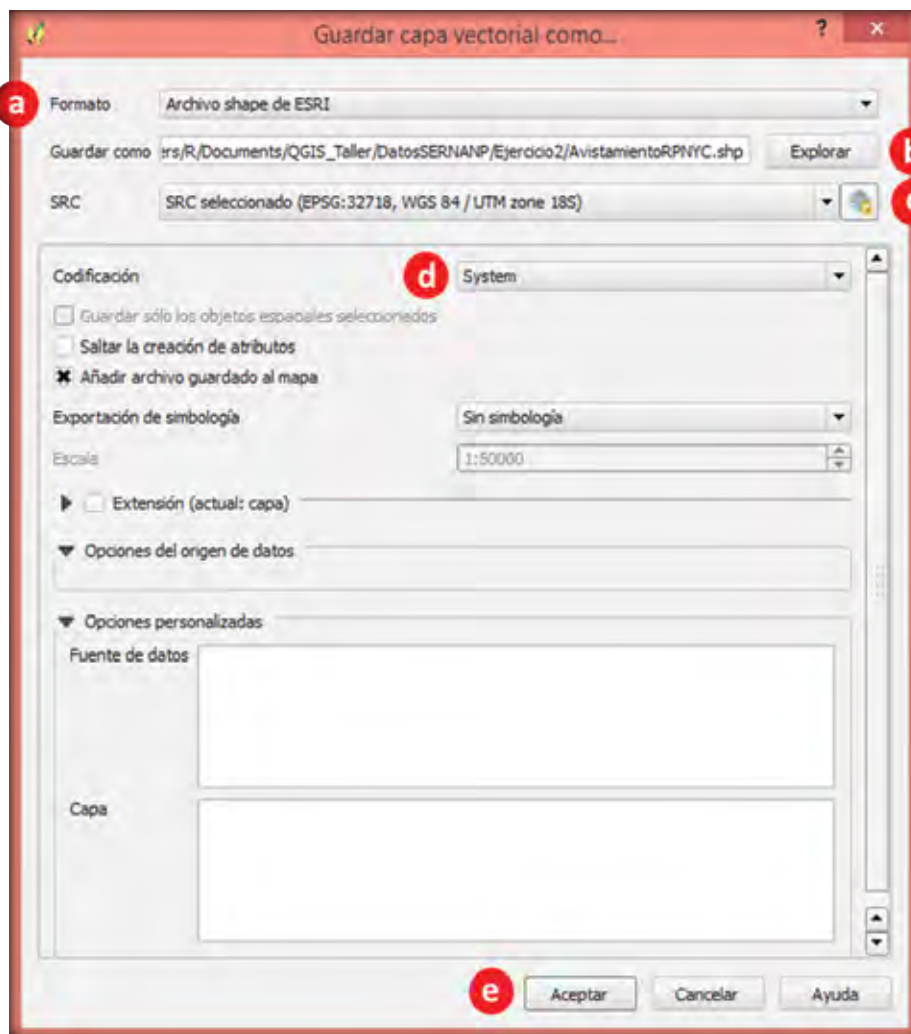 Guardar capa vectorial como...
?
×
a
Formato
Archivo shape de ESRI
Guardar como
ers/R/Documents/QGIS_Taller/DatosSERNANP/Ejercicio2/AvistamientoRPNYC.shp
Explorar
b
SRC
SRC seleccionado (EPSG:32718, WGS 84 / UTM zone 18S)
Codificación
d
System
Guardar sólo los objetos espaciales seleccionados
Saltar la creación de atributos
Añadir archivo guardado al mapa
Exportación de simbología
Sin simbología
Escala
1:50000
Extensión (actual: capa)
Opciones del origen de datos
Opciones personalizadas
Fuente de datos
Capa
e
Aceptar
Cancelar
Ayuda